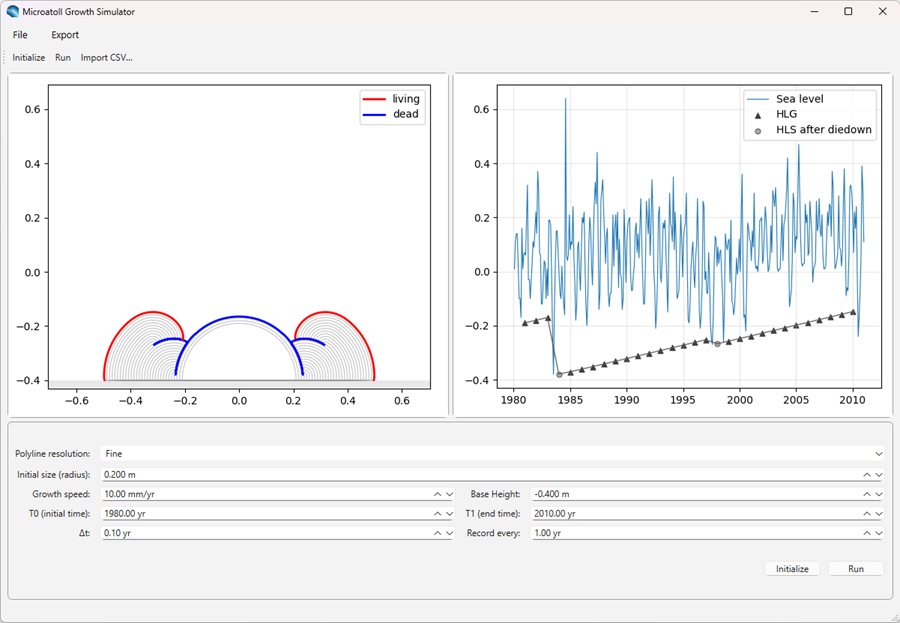 Microatoll Growth Simulator
File Export
Initialize Run Import CSV...
living
dead
0.6
0.4
0.2
0.0
−0.2
−0.4
−0.6 −0.4 −0.2 0.0 0.2 0.4 0.6
Sea level
HLG
HLS after diedown
0.6
0.4
0.2
0.0
−0.2
−0.4
1980 1985 1990 1995 2000 2005 2010
Polyline resolution: Fine
Initial size (radius): 0.200 m
Growth speed: 10.00 mm/yr Base Height: -0.400 m
T0 (initial time): 1980.00 yr T1 (end time): 2010.00 yr
Δt: 0.10 yr Record every: 1.00 yr
Initialize Run